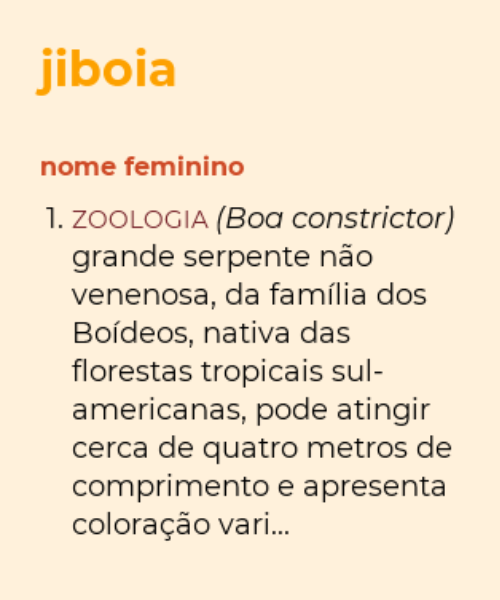 jiboia
nome feminino
1. ZOOLOGIA (Boa constrictor)
grande serpente não
venenosa, da família dos
Boídeos, nativa das
florestas tropicais sul-
americanas, pode atingir
cerca de quatro metros de
comprimento e apresenta
coloração vari...